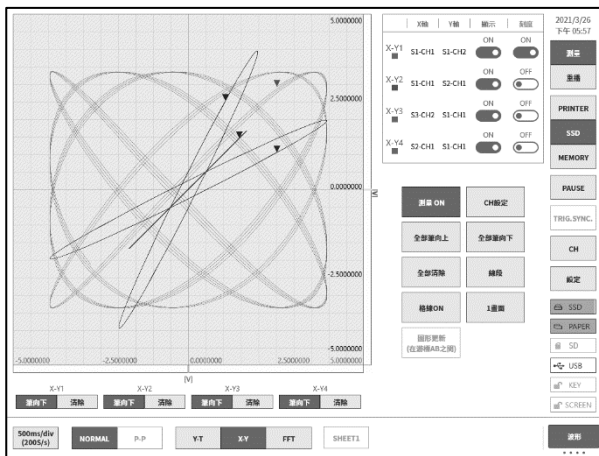 5.0000000
2.5000000
0.0000000
-2.5000000
-5.0000000
-5.0000000
-2.5000000
0.0000000
2.5000000
5.0000000
[V]
[V]
X-Y1
X-Y2
X-Y3
X-Y4
筆向下 清除
筆向下 清除
筆向下 清除
筆向下 清除
X軸 Y軸 顯示 刻度
X-Y1 S1-CH1 S1-CH2 ON ON
X-Y2 S1-CH1 S2-CH1 ON OFF
X-Y3 S3-CH2 S1-CH1 ON OFF
X-Y4 S2-CH1 S1-CH1 ON OFF
測量 ON CH設定
全部筆向上 全部筆向下
全部清除 線段
格線ON 1畫面
圖形更新
(在游標AB之間)
2021/3/26
下午 05:57
測量
重播
PRINTER
SSD
MEMORY
PAUSE
TRIG.SYNC.
CH
設定
SSD
PAPER
SD
USB
KEY
SCREEN
500ms/div
(200S/s)
NORMAL P-P
Y-T X-Y FFT
SHEET1
波形